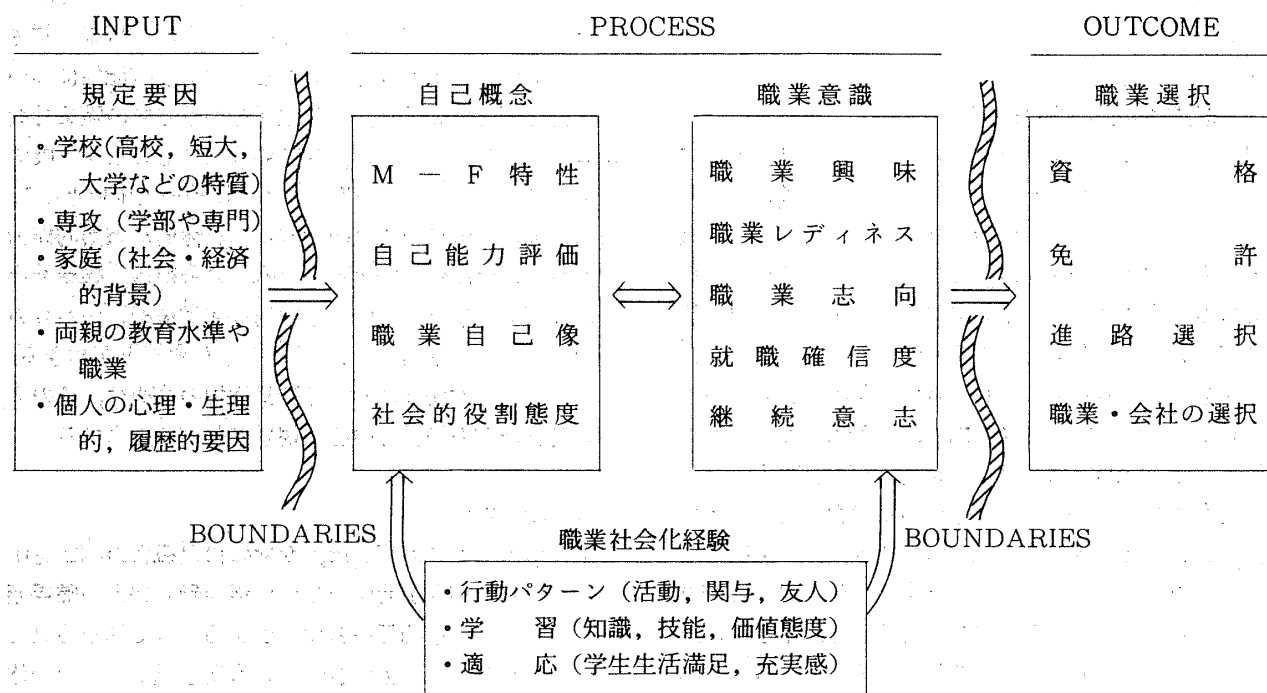 INPUT
PROCESS
OUTCOME
規定要因
・学校(高校，短大，
大学などの特質)
・専攻（学部や専門）
・家庭（社会・経済
的背景）
・両親の教育水準や
職業
・個人の心理・生理
的，履歴的要因
自己概念
M－F特性
自己能力評価
職業自己像
社会的役割態度
職業意識
職業興味
職業レディネス
職業志向
就職確信度
継続意志
職業選択
資格
免許
進路選択
職業・会社の選択
BOUNDARIES
BOUNDARIES
職業社会化経験
・行動パターン（活動，関与，友人）
・学習（知識，技能，価値態度）
・適応（学生生活満足，充実感）